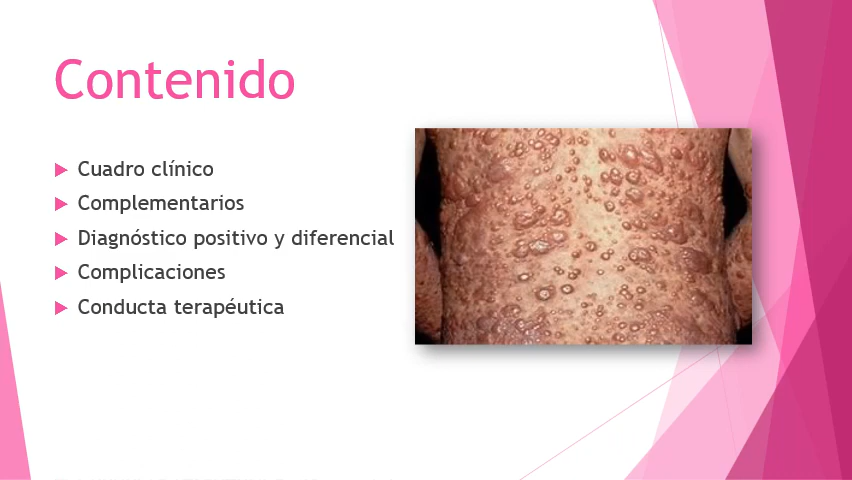 Contenido
Cuadro clínico
Complementarios
Diagnóstico positivo y diferencial
Complicaciones
Conducta terapéutica